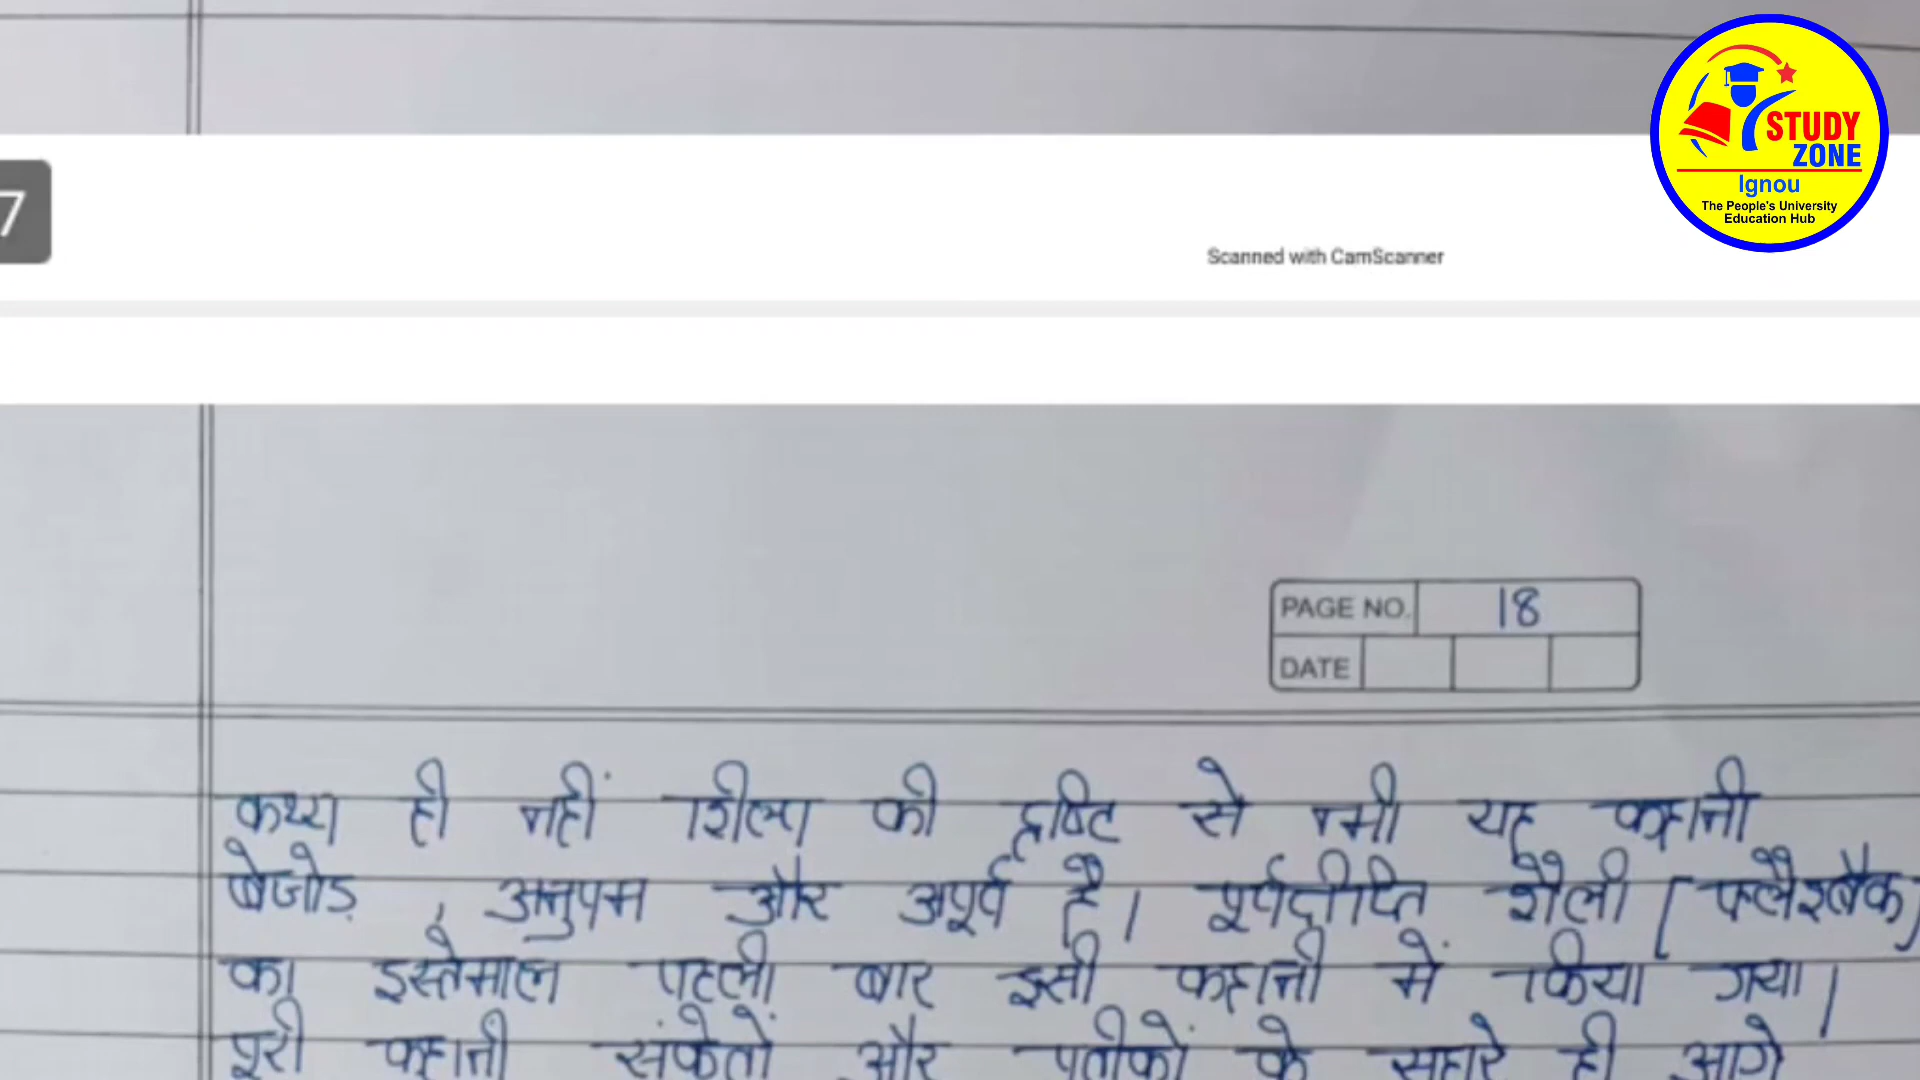 STUDY
ZONE
Ignou
The People's University
Education Hub
7
Scanned with CamScanner
PAGE NO. 18
DATE
कथ्य ही नहीं शिल्प की दृष्टि से भी यह कहानी
बेजोड़, अनुपम और अपूर्व है। पूर्वदीप्ति शैली [फ्लैशबैक]
का इस्तेमाल पहली बार इसी कहानी में किया गया।
पूरी कहानी संकेतों और प्रतीकों के सहारे ही आगे